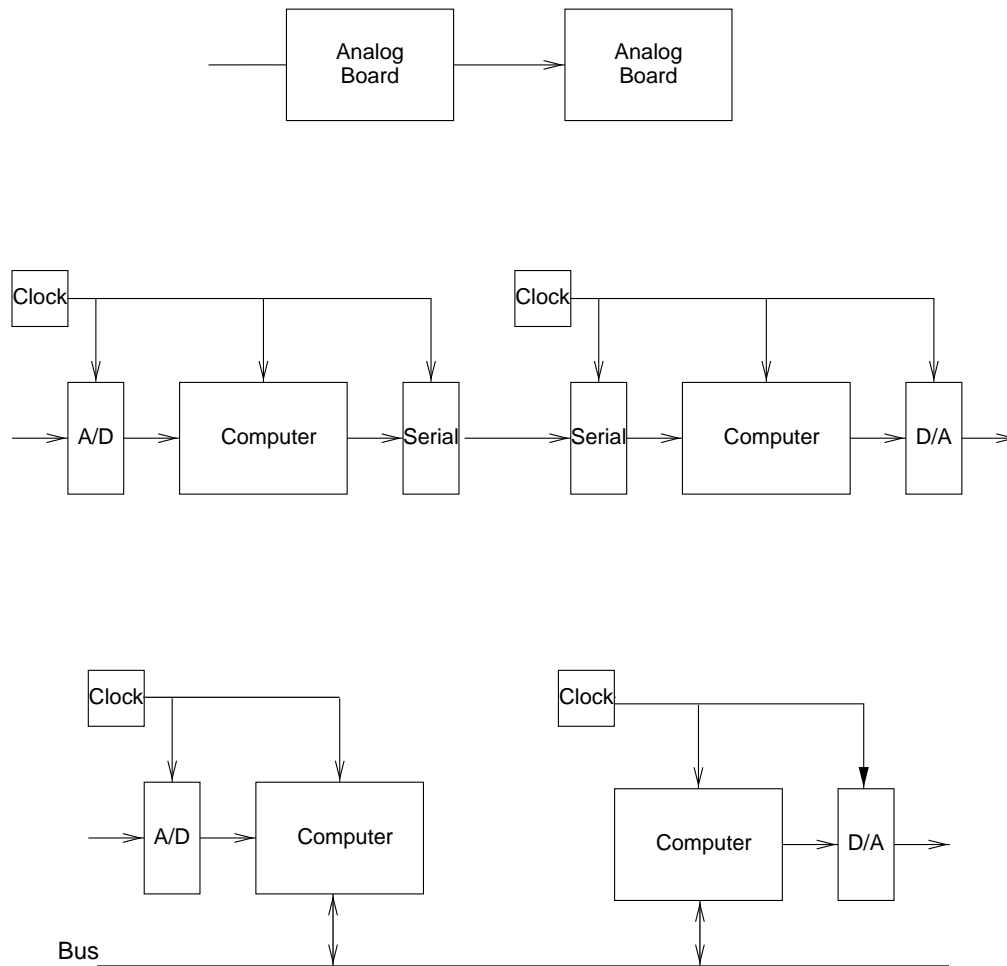 Analog
Board
Analog
Board
Clock
Clock
A/D
Computer
Serial
Serial
Computer
D/A
Clock
Clock
A/D
Computer
Computer
D/A
Bus